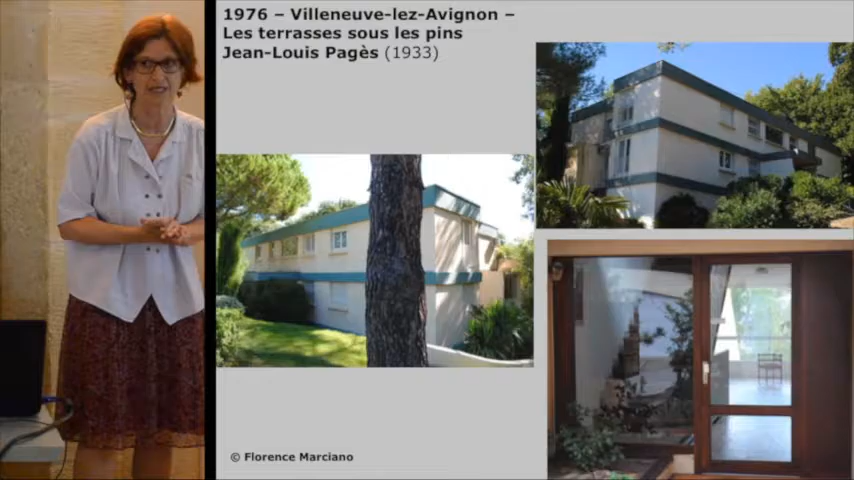 1976 – Villeneuve-lez-Avignon –
Les terrasses sous les pins
Jean-Louis Pagès (1933)
© Florence Marciano